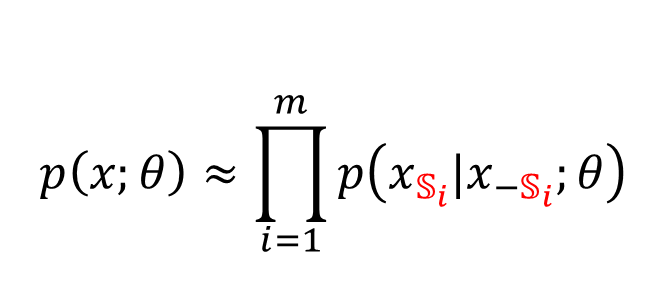 p(x; θ) ≈ ∏_{i=1}^{m} p(x_{𝕊_i}|x_{−𝕊_i}; θ)